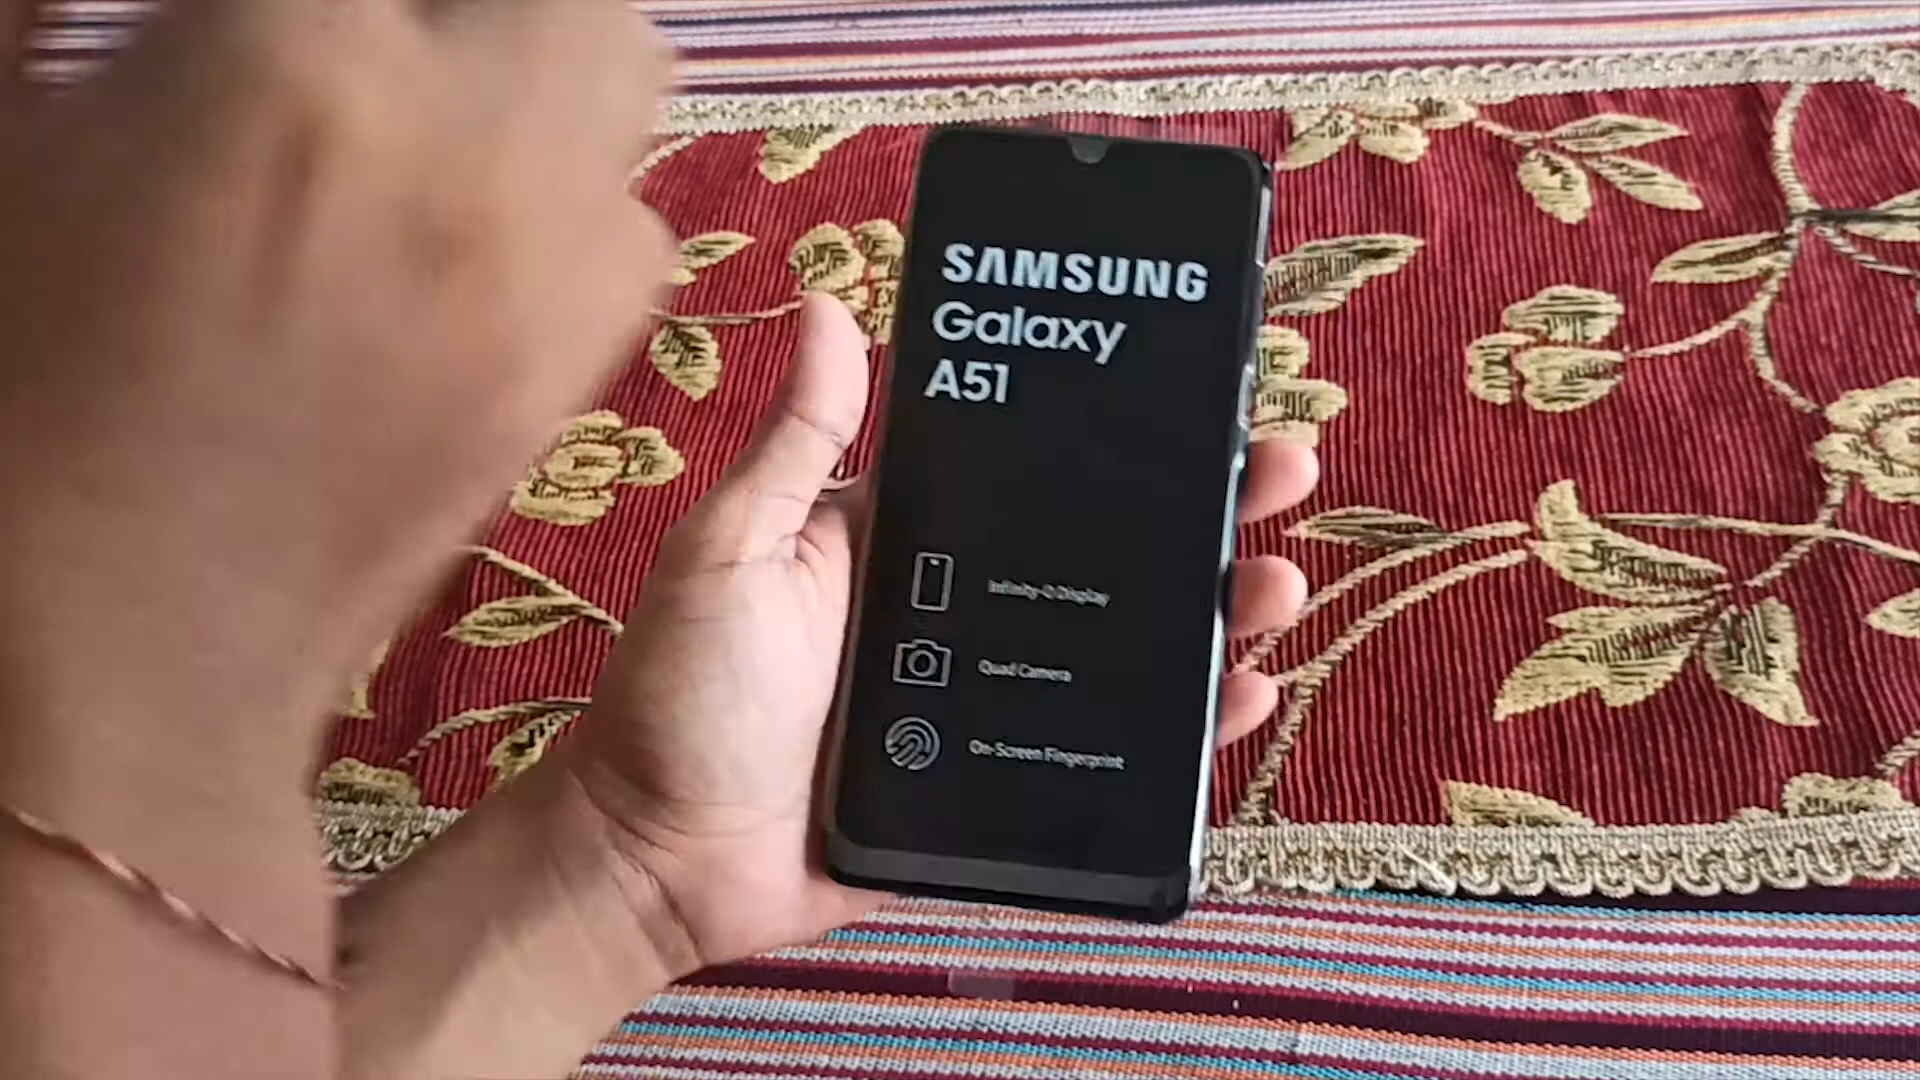 SAMSUNG
Galaxy
A51
Infinity-O Display
Quad Camera
On-Screen Fingerprint